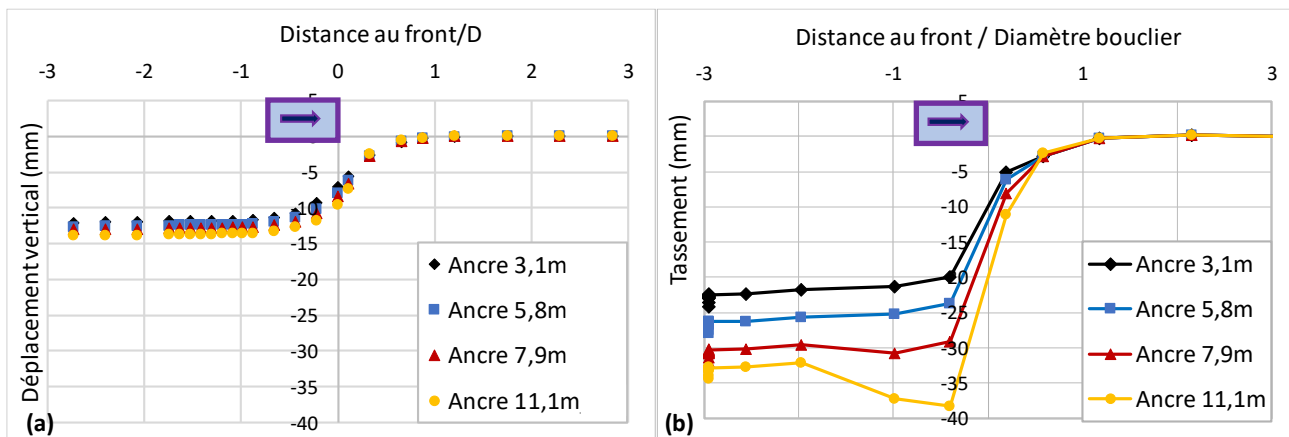 Distance au front/D
-3 -2 -1 0 1 2 3
5
-5
-10
-15
-20
-25
-30
-35
-40
Déplacement vertical (mm)
Ancre 3,1m
Ancre 5,8m
Ancre 7,9m
Ancre 11,1m
(a)
Distance au front / Diamètre bouclier
-3 -1 1 3
5
-5
-10
-15
-20
-25
-30
-35
-40
Tassement (mm)
Ancre 3,1m
Ancre 5,8m
Ancre 7,9m
Ancre 11,1m
(b)